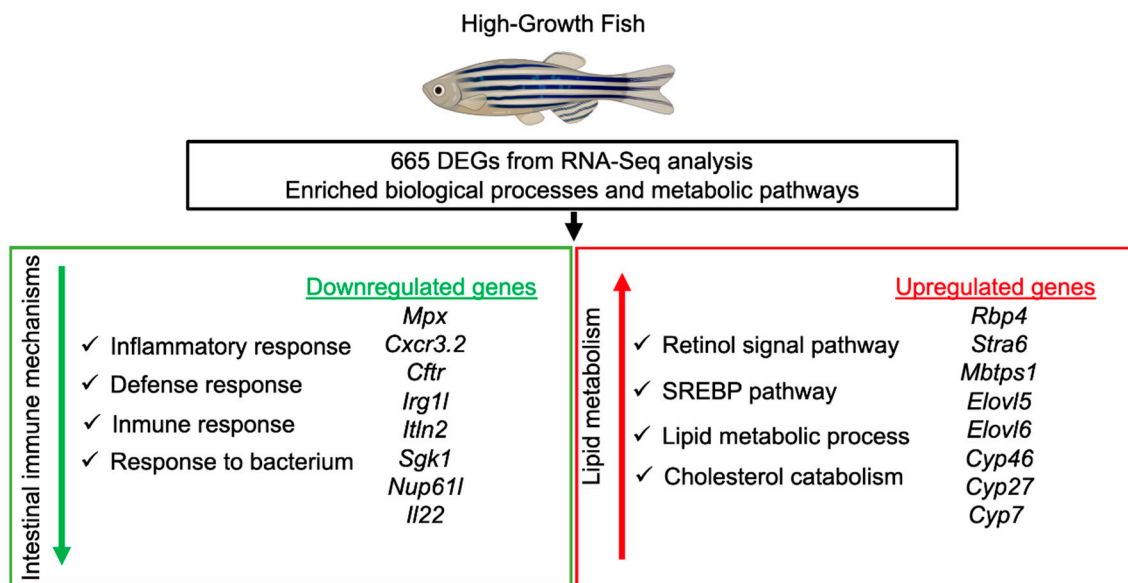 High-Growth Fish
665 DEGs from RNA-Seq analysis
Enriched biological processes and metabolic pathways
Intestinal immune mechanisms
✓ Inflammatory response
✓ Defense response
✓ Inmune response
✓ Response to bacterium
Downregulated genes
Mpx
Cxcr3.2
Cftr
Irg1l
Itln2
Sgk1
Nup61l
Il22
Lipid metabolism
✓ Retinol signal pathway
✓ SREBP pathway
✓ Lipid metabolic process
✓ Cholesterol catabolism
Upregulated genes
Rbp4
Stra6
Mbtps1
Elovl5
Elovl6
Cyp46
Cyp27
Cyp7